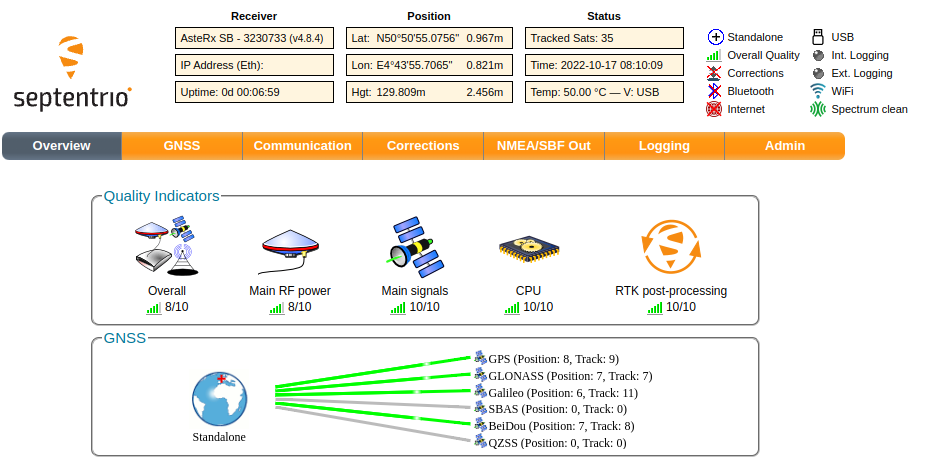 septentrio
Receiver
AsteRx SB - 3230733 (v4.8.4)
IP Address (Eth):
Uptime: 0d 00:06:59
Position
Lat: N50°50'55.0756" 0.967m
Lon: E4°43'55.7065" 0.821m
Hgt: 129.809m 2.456m
Status
Tracked Sats: 35
Time: 2022-10-17 08:10:09
Temp: 50.00 °C — V: USB
Standalone
Overall Quality
Corrections
Bluetooth
Internet
USB
Int. Logging
Ext. Logging
WiFi
Spectrum clean
Overview GNSS Communication Corrections NMEA/SBF Out Logging Admin
Quality Indicators
Overall
8/10
Main RF power
8/10
Main signals
10/10
CPU
10/10
RTK post-processing
10/10
GNSS
Standalone
GPS (Position: 8, Track: 9)
GLONASS (Position: 7, Track: 7)
Galileo (Position: 6, Track: 11)
SBAS (Position: 0, Track: 0)
BeiDou (Position: 7, Track: 8)
QZSS (Position: 0, Track: 0)